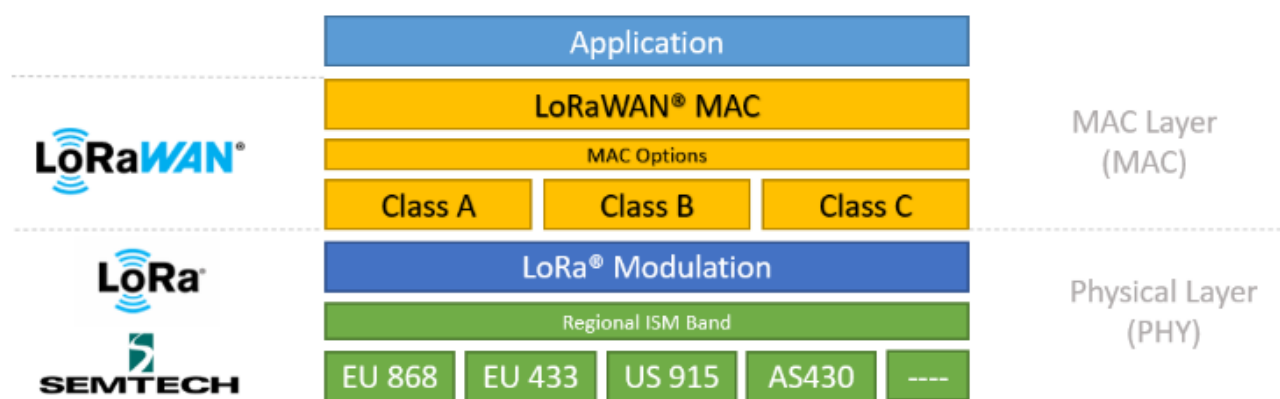 Application
LoRaWAN® MAC
MAC Layer
(MAC)
LoRaWAN®
MAC Options
Class A Class B Class C
LoRa®
LoRa® Modulation
Physical Layer
(PHY)
Regional ISM Band
SEMTECH
EU 868 EU 433 US 915 AS430 ----